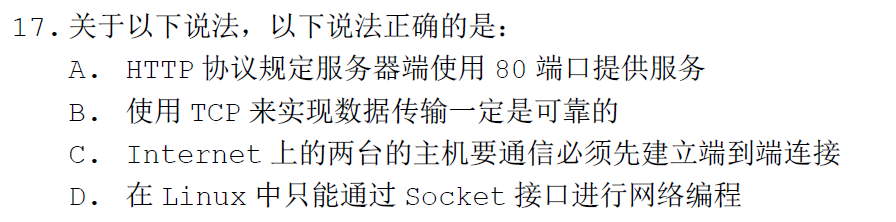 17.关于以下说法，以下说法正确的是：
A. HTTP 协议规定服务器端使用 80 端口提供服务
B. 使用 TCP 来实现数据传输一定是可靠的
C. Internet 上的两台的主机要通信必须先建立端到端连接
D. 在 Linux 中只能通过 Socket 接口进行网络编程